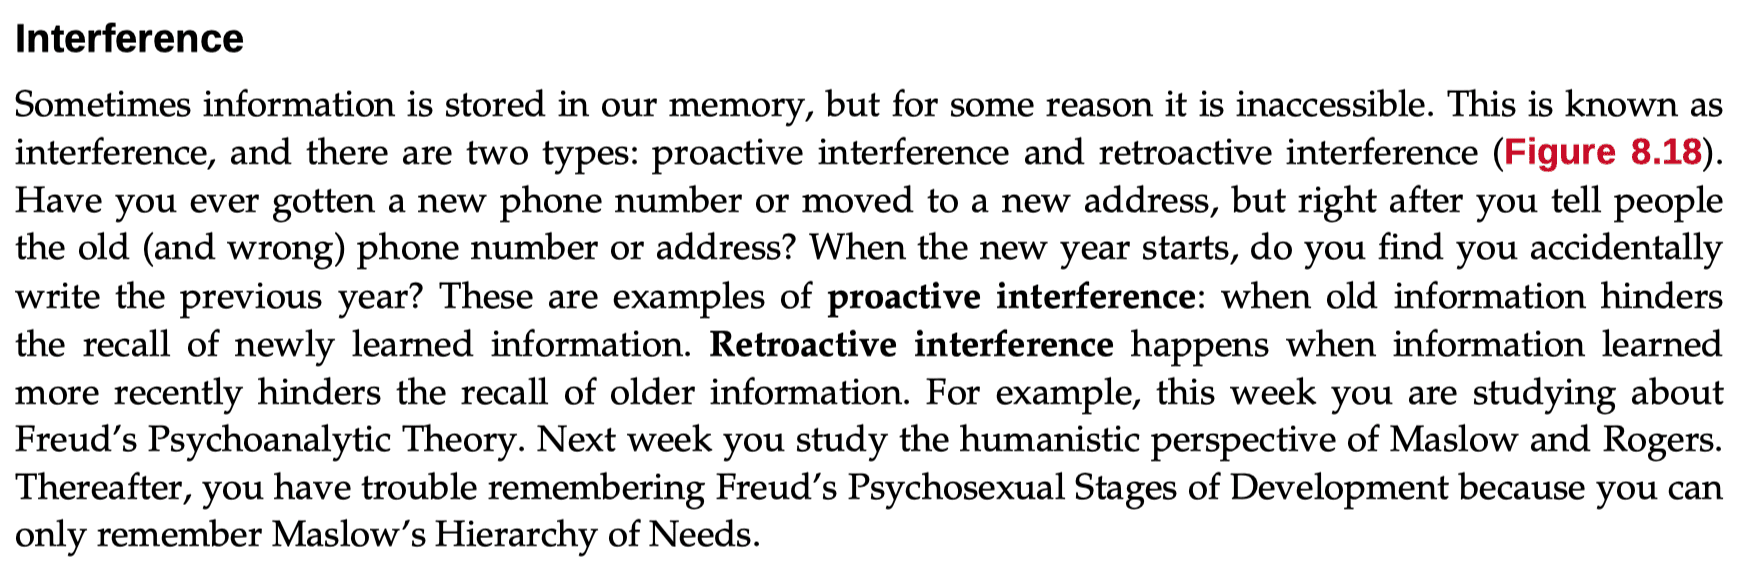 Interference
Sometimes information is stored in our memory, but for some reason it is inaccessible. This is known as
interference, and there are two types: proactive interference and retroactive interference (Figure 8.18).
Have you ever gotten a new phone number or moved to a new address, but right after you tell people
the old (and wrong) phone number or address? When the new year starts, do you find you accidentally
write the previous year? These are examples of proactive interference: when old information hinders
the recall of newly learned information. Retroactive interference happens when information learned
more recently hinders the recall of older information. For example, this week you are studying about
Freud’s Psychoanalytic Theory. Next week you study the humanistic perspective of Maslow and Rogers.
Thereafter, you have trouble remembering Freud’s Psychosexual Stages of Development because you can
only remember Maslow’s Hierarchy of Needs.